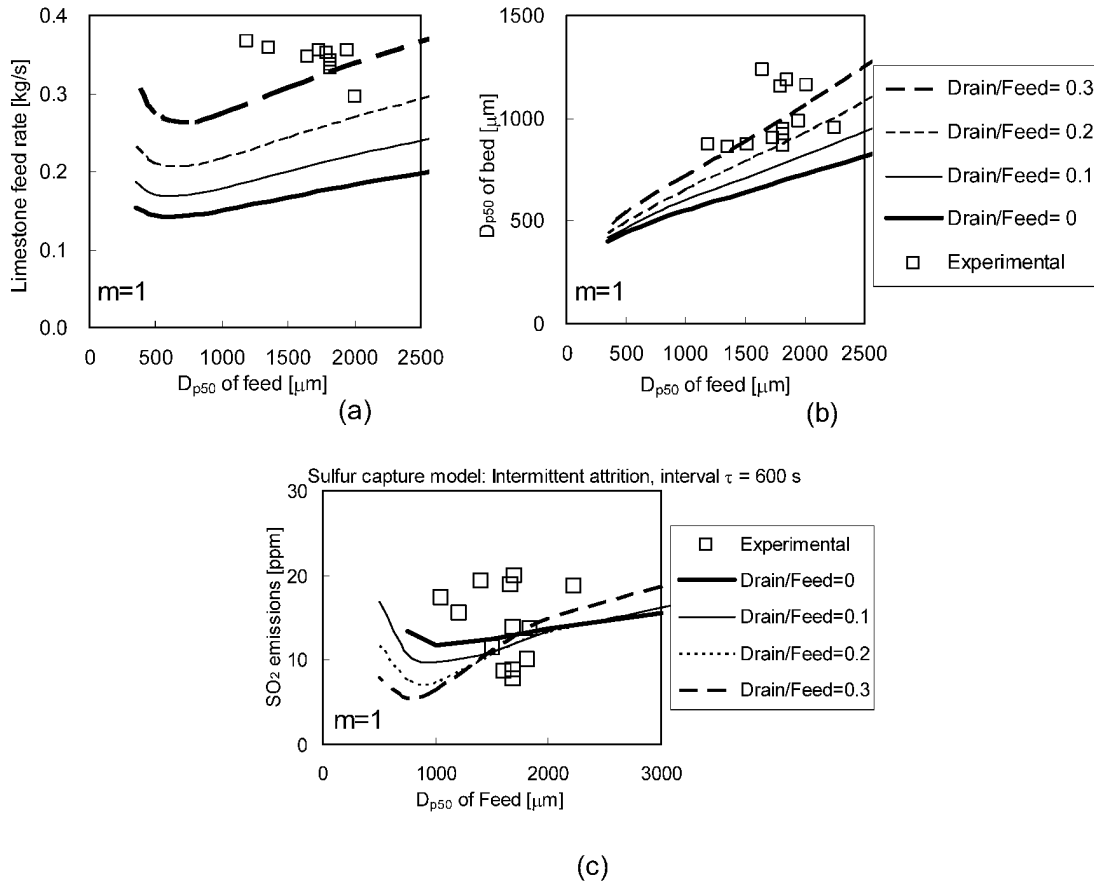 0.4
0.3
0.2
0.1
0.0
Limestone feed rate [kg/s]
m=1
0 500 1000 1500 2000 2500
Dp50 of feed [μm]
(a)
1500
1000
500
0
Dp50 of bed [μm]
m=1
0 500 1000 1500 2000 2500
Dp50 of feed [μm]
(b)
Drain/Feed= 0.3
Drain/Feed= 0.2
Drain/Feed= 0.1
Drain/Feed= 0
Experimental
Sulfur capture model: Intermittent attrition, interval τ = 600 s
30
20
10
0
SO2 emissions [ppm]
m=1
0 1000 2000 3000
Dp50 of Feed [μm]
Experimental
Drain/Feed=0
Drain/Feed=0.1
Drain/Feed=0.2
Drain/Feed=0.3
(c)